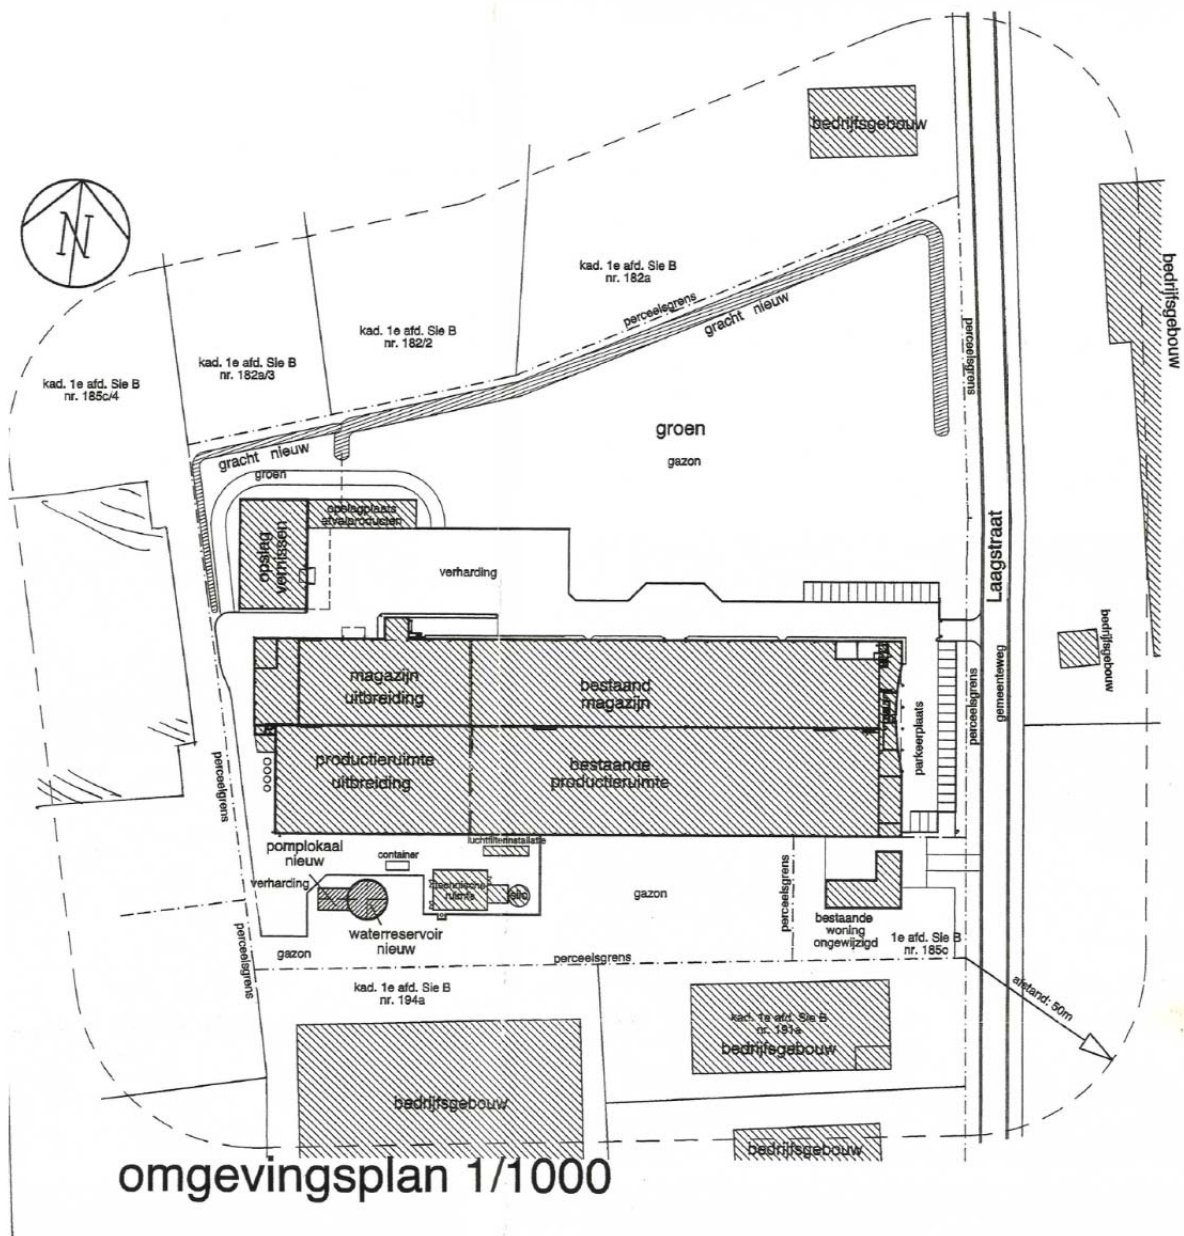 bedrijfsgebouw
N
bedrijfsgebouw
kad. 1e afd. Sie B
nr. 182a
perceelsgrens
gracht nieuw
kad. 1e afd. Sie B
nr. 182/2
kad. 1e afd. Sie B
nr. 182a/3
kad. 1e afd. Sie B
nr. 185c/4
perceelsgrens
groen
gazon
gracht nieuw
groen
opslagplaats
afvalproducten
opslag
vernissen
verharding
Laagstraat
gemeenteweg
bedrijfsgebouw
magazijn
uitbreiding
bestaand
magazijn
parkeerplaats
perceelsgrens
productieruimte
uitbreiding
bestaande
productieruimte
perceelgrens
luchtfilterinstallatie
pomplokaal
nieuw
container
verharding
technische
ruimte
silo
gazon
perceelsgrens
waterreservoir
nieuw
bestaande
woning
ongewijzigd
1e afd. Sie B
nr. 185c
perceelsgrens
gazon
perceelsgrens
afstand: 50m
kad. 1e afd. Sie B
nr. 194a
kad. 1e afd. Sie B
nr. 181a
bedrijfsgebouw
bedrijfsgebouw
bedrijfsgebouw
omgevingsplan 1/1000